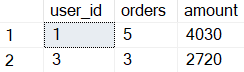 user_id orders amount
1 1 5 4030
2 3 3 2720